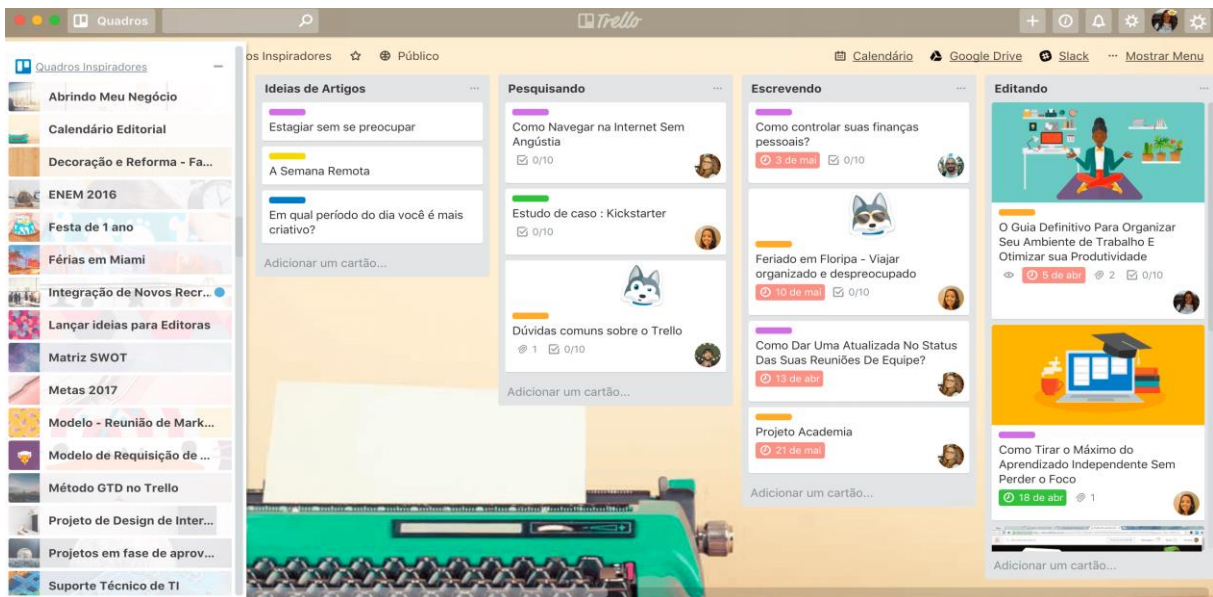 Quadros
Trello
Quadros Inspiradores
Abrindo Meu Negócio
Calendário Editorial
Decoração e Reforma - Fa...
ENEM 2016
Festa de 1 ano
Férias em Miami
Integração de Novos Recr...
Lançar ideias para Editoras
Matriz SWOT
Metas 2017
Modelo - Reunião de Mark...
Modelo de Requisição de ...
Método GTD no Trello
Projeto de Design de Inter...
Projetos em fase de aprov...
Suporte Técnico de TI
os Inspiradores
Público
Calendário
Google Drive
Slack
... Mostrar Menu
Ideias de Artigos ...
Estagiar sem se preocupar
A Semana Remota
Em qual período do dia você é mais
criativo?
Adicionar um cartão...
Pesquisando ...
Como Navegar na Internet Sem
Angústia
0/10
Estudo de caso : Kickstarter
0/10
Dúvidas comuns sobre o Trello
1 0/10
Adicionar um cartão...
Escrevendo ...
Como controlar suas finanças
pessoais?
3 de mai 0/10
Feriado em Floripa - Viajar
organizado e despreocupado
10 de mai 0/10
Como Dar Uma Atualizada No Status
Das Suas Reuniões De Equipe?
13 de abr
Projeto Academia
21 de mai
Adicionar um cartão...
Editando ...
O Guia Definitivo Para Organizar
Seu Ambiente de Trabalho E
Otimizar sua Produtividade
5 de abr 2 0/10
Como Tirar o Máximo do
Aprendizado Independente Sem
Perder o Foco
18 de abr 1
Adicionar um cartão...